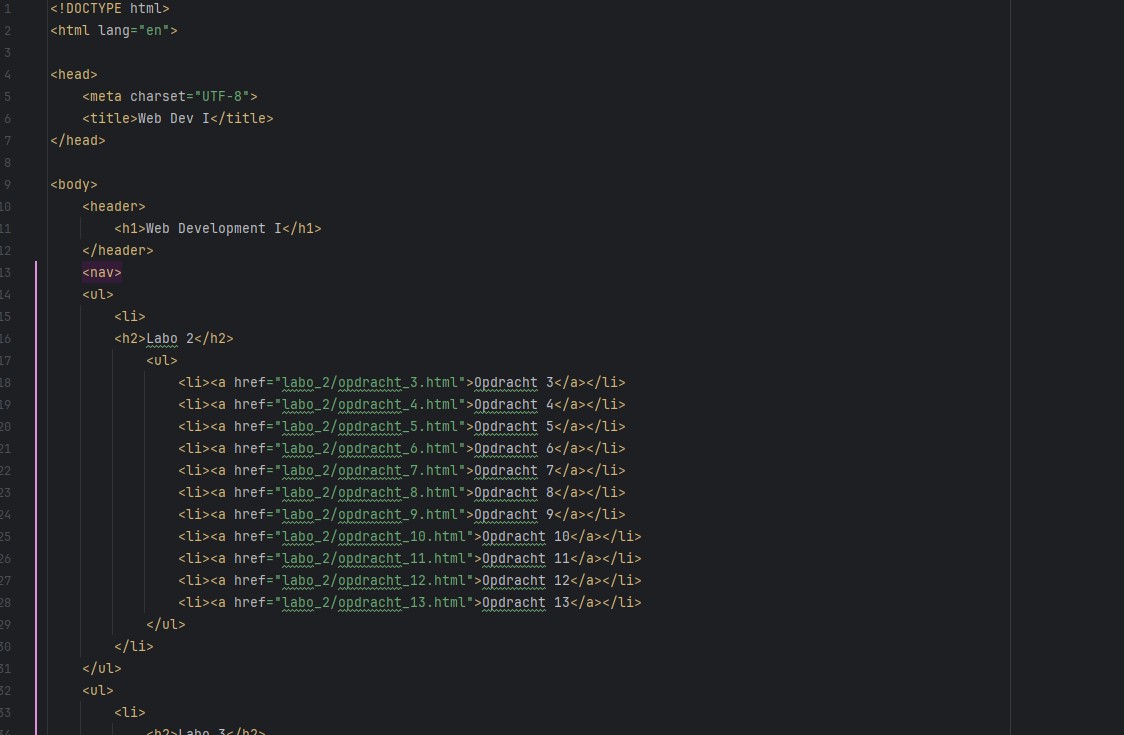 1 <!DOCTYPE html>
2 <html lang="en">
3
4 <head>
5     <meta charset="UTF-8">
6     <title>Web Dev I</title>
7 </head>
8
9 <body>
10     <header>
11         <h1>Web Development I</h1>
12     </header>
13     <nav>
14     <ul>
15         <li>
16         <h2>Labo 2</h2>
17             <ul>
18                 <li><a href="labo_2/opdracht_3.html">Opdracht 3</a></li>
19                 <li><a href="labo_2/opdracht_4.html">Opdracht 4</a></li>
20                 <li><a href="labo_2/opdracht_5.html">Opdracht 5</a></li>
21                 <li><a href="labo_2/opdracht_6.html">Opdracht 6</a></li>
22                 <li><a href="labo_2/opdracht_7.html">Opdracht 7</a></li>
23                 <li><a href="labo_2/opdracht_8.html">Opdracht 8</a></li>
24                 <li><a href="labo_2/opdracht_9.html">Opdracht 9</a></li>
25                 <li><a href="labo_2/opdracht_10.html">Opdracht 10</a></li>
26                 <li><a href="labo_2/opdracht_11.html">Opdracht 11</a></li>
27                 <li><a href="labo_2/opdracht_12.html">Opdracht 12</a></li>
28                 <li><a href="labo_2/opdracht_13.html">Opdracht 13</a></li>
29             </ul>
30         </li>
31     </ul>
32     <ul>
33         <li>
34             <h2>Labo 3</h2>